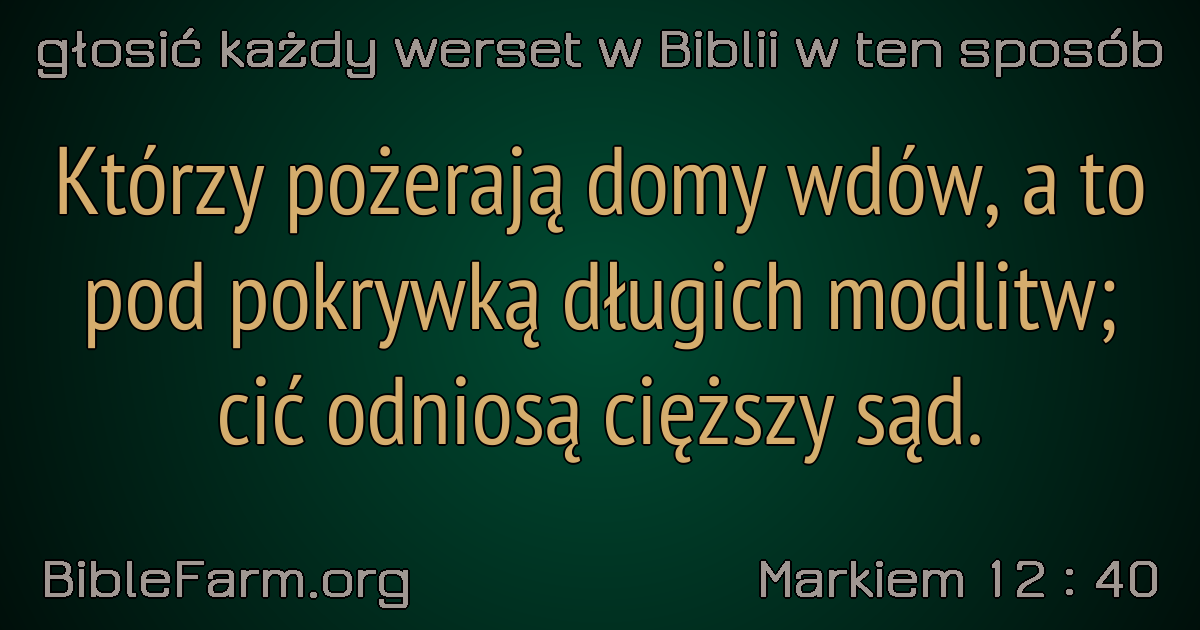 głosić każdy werset w Biblii w ten sposób
Którzy pożerają domy wdów, a to
pod pokrywką długich modlitw;
cić odniosą cięższy sąd.
BibleFarm.org
Markiem 12 : 40